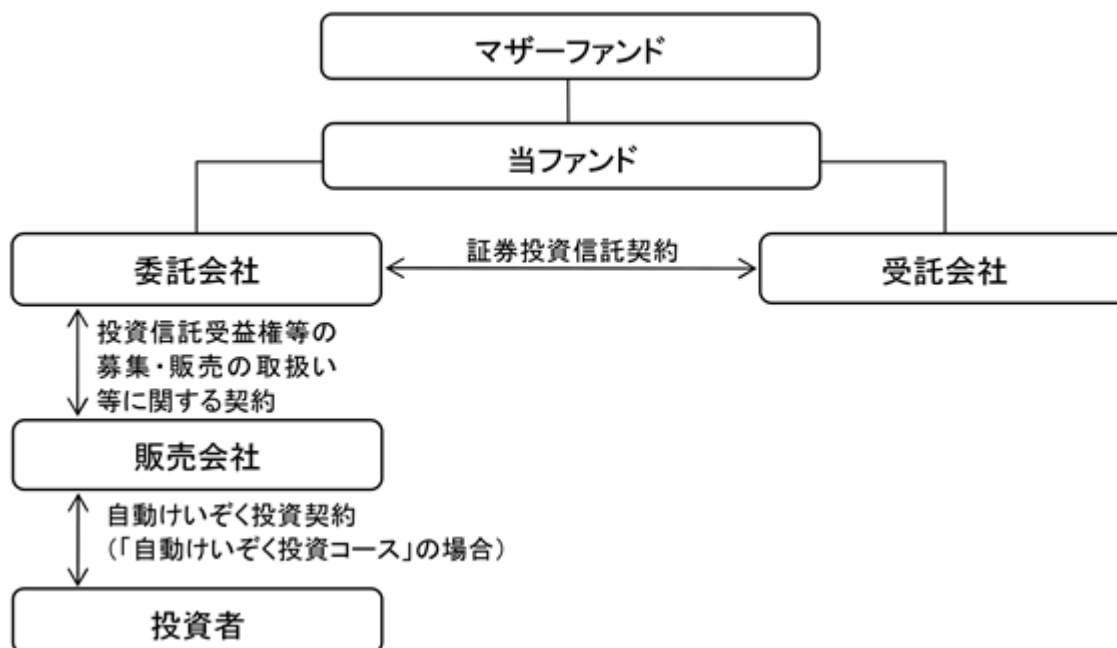 マザーファンド
当ファンド
委託会社
証券投資信託契約
受託会社
投資信託受益権等の
募集・販売の取扱い
等に関する契約
販売会社
自動けいぞく投資契約
（「自動けいぞく投資コース」の場合）
投資者